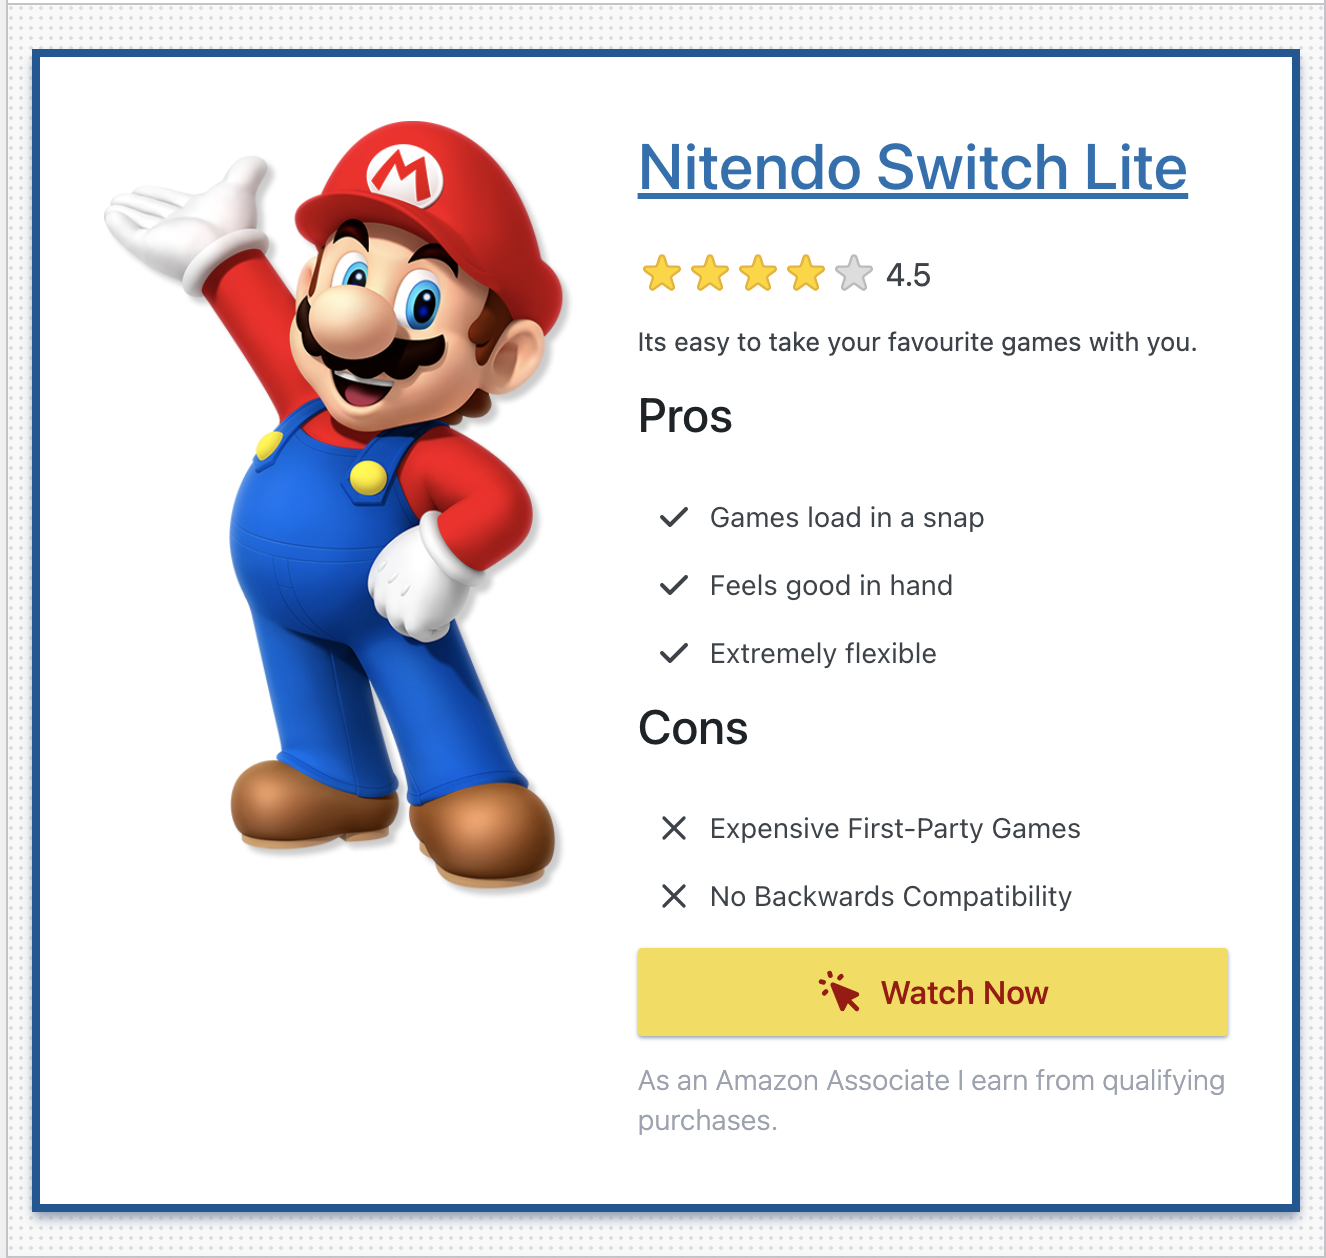 M
Nitendo Switch Lite
4.5
Its easy to take your favourite games with you.
Pros
Games load in a snap
Feels good in hand
Extremely flexible
Cons
Expensive First-Party Games
No Backwards Compatibility
Watch Now
As an Amazon Associate I earn from qualifying
purchases.